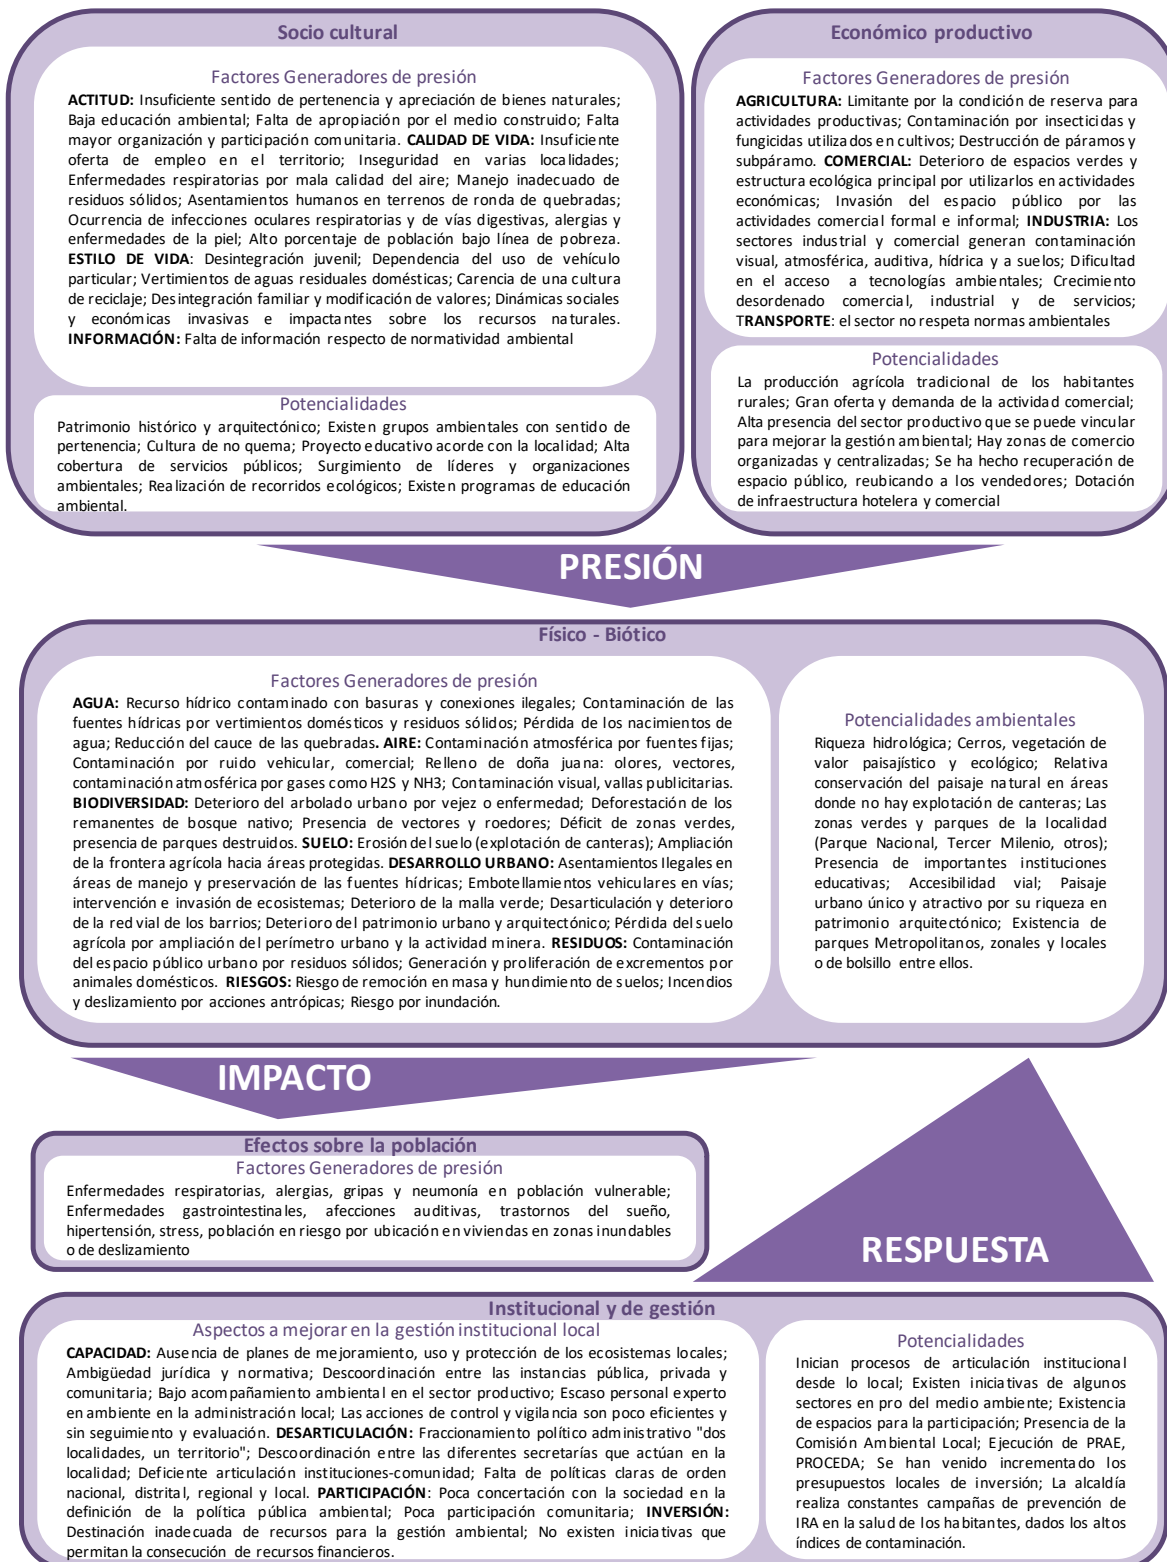 Socio cultural
Factores Generadores de presión
ACTITUD: Insuficiente sentido de pertenencia y apreciación de bienes naturales;
Baja educación ambiental; Falta de apropiación por el medio construido; Falta
mayor organización y participación comunitaria. CALIDAD DE VIDA: Insuficiente
oferta de empleo en el territorio; Inseguridad en varias localidades;
Enfermedades respiratorias por mala calidad del aire; Manejo inadecuado de
residuos sólidos; Asentamientos humanos en terrenos de ronda de quebradas;
Ocurrencia de infecciones oculares respiratorias y de vías digestivas, alergias y
enfermedades de la piel; Alto porcentaje de población bajo línea de pobreza.
ESTILO DE VIDA: Desintegración juvenil; Dependencia del uso de vehículo
particular; Vertimientos de aguas residuales domésticas; Carencia de una cultura
de reciclaje; Desintegración familiar y modificación de valores; Dinámicas sociales
y económicas invasivas e impactantes sobre los recursos naturales.
INFORMACIÓN: Falta de información respecto de normatividad ambiental
Potencialidades
Patrimonio histórico y arquitectónico; Existen grupos ambientales con sentido de
pertenencia; Cultura de no quema; Proyecto educativo acorde con la localidad; Alta
cobertura de servicios públicos; Surgimiento de líderes y organizaciones
ambientales; Realización de recorridos ecológicos; Existen programas de educación
ambiental.
Económico productivo
Factores Generadores de presión
AGRICULTURA: Limitante por la condición de reserva para
actividades productivas; Contaminación por insecticidas y
fungicidas utilizados en cultivos; Destrucción de páramos y
subpáramo. COMERCIAL: Deterioro de espacios verdes y
estructura ecológica principal por utilizarlos en actividades
económicas; Invasión del espacio público por las
actividades comercial formal e informal; INDUSTRIA: Los
sectores industrial y comercial generan contaminación
visual, atmosférica, auditiva, hídrica y a suelos; Dificultad
en el acceso a tecnologías ambientales; Crecimiento
desordenado comercial, industrial y de servicios;
TRANSPORTE: el sector no respeta normas ambientales
Potencialidades
La producción agrícola tradicional de los habitantes
rurales; Gran oferta y demanda de la actividad comercial;
Alta presencia del sector productivo que se puede vincular
para mejorar la gestión ambiental; Hay zonas de comercio
organizadas y centralizadas; Se ha hecho recuperación de
espacio público, reubicando a los vendedores; Dotación
de infraestructura hotelera y comercial
PRESIÓN
Físico - Biótico
Factores Generadores de presión
AGUA: Recurso hídrico contaminado con basuras y conexiones ilegales; Contaminación de las
fuentes hídricas por vertimientos domésticos y residuos sólidos; Pérdida de los nacimientos de
agua; Reducción del cauce de las quebradas. AIRE: Contaminación atmosférica por fuentes fijas;
Contaminación por ruido vehicular, comercial; Relleno de doña juana: olores, vectores,
contaminación atmosférica por gases como H2S y NH3; Contaminación visual, vallas publicitarias.
BIODIVERSIDAD: Deterioro del arbolado urbano por vejez o enfermedad; Deforestación de los
remanentes de bosque nativo; Presencia de vectores y roedores; Déficit de zonas verdes,
presencia de parques destruidos. SUELO: Erosión del suelo (explotación de canteras); Ampliación
de la frontera agrícola hacia áreas protegidas. DESARROLLO URBANO: Asentamientos Ilegales en
áreas de manejo y preservación de las fuentes hídricas; Embotellamientos vehiculares en vías;
intervención e invasión de ecosistemas; Deterioro de la malla verde; Desarticulación y deterioro
de la red vial de los barrios; Deterioro del patrimonio urbano y arquitectónico; Pérdida del suelo
agrícola por ampliación del perímetro urbano y la actividad minera. RESIDUOS: Contaminación
del espacio público urbano por residuos sólidos; Generación y proliferación de excrementos por
animales domésticos. RIESGOS: Riesgo de remoción en masa y hundimiento de suelos; Incendios
y deslizamiento por acciones antrópicas; Riesgo por inundación.
Potencialidades ambientales
Riqueza hidrológica; Cerros, vegetación de
valor paisajístico y ecológico; Relativa
conservación del paisaje natural en áreas
donde no hay explotación de canteras; Las
zonas verdes y parques de la localidad
(Parque Nacional, Tercer Milenio, otros);
Presencia de importantes instituciones
educativas; Accesibilidad vial; Paisaje
urbano único y atractivo por su riqueza en
patrimonio arquitectónico; Existencia de
parques Metropolitanos, zonales y locales
o de bolsillo entre ellos.
IMPACTO
Efectos sobre la población
Factores Generadores de presión
Enfermedades respiratorias, alergias, gripas y neumonía en población vulnerable;
Enfermedades gastrointestinales, afecciones auditivas, trastornos del sueño,
hipertensión, stress, población en riesgo por ubicación en viviendas en zonas inundables
o de deslizamiento
RESPUESTA
Institucional y de gestión
Aspectos a mejorar en la gestión institucional local
CAPACIDAD: Ausencia de planes de mejoramiento, uso y protección de los ecosistemas locales;
Ambigüedad jurídica y normativa; Descoordinación entre las instancias pública, privada y
comunitaria; Bajo acompañamiento ambiental en el sector productivo; Escaso personal experto
en ambiente en la administración local; Las acciones de control y vigilancia son poco eficientes y
sin seguimiento y evaluación. DESARTICULACIÓN: Fraccionamiento político administrativo "dos
localidades, un territorio"; Descoordinación entre las diferentes secretarías que actúan en la
localidad; Deficiente articulación instituciones-comunidad; Falta de políticas claras de orden
nacional, distrital, regional y local. PARTICIPACIÓN: Poca concertación con la sociedad en la
definición de la política pública ambiental; Poca participación comunitaria; INVERSIÓN:
Destinación inadecuada de recursos para la gestión ambiental; No existen iniciativas que
permitan la consecución de recursos financieros.
Potencialidades
Inician procesos de articulación institucional
desde lo local; Existen iniciativas de algunos
sectores en pro del medio ambiente; Existencia
de espacios para la participación; Presencia de la
Comisión Ambiental Local; Ejecución de PRAE,
PROCEDA; Se han venido incrementado los
presupuestos locales de inversión; La alcaldía
realiza constantes campañas de prevención de
IRA en la salud de los habitantes, dados los altos
índices de contaminación.